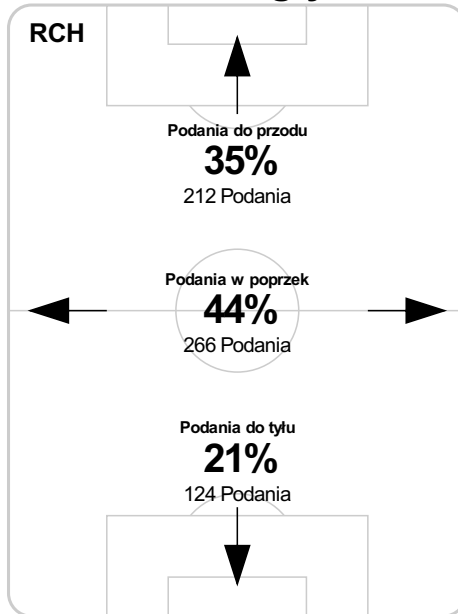 RCH
Podania do przodu
35%
212 Podania
Podania w poprzek
44%
266 Podania
Podania do tyłu
21%
124 Podania